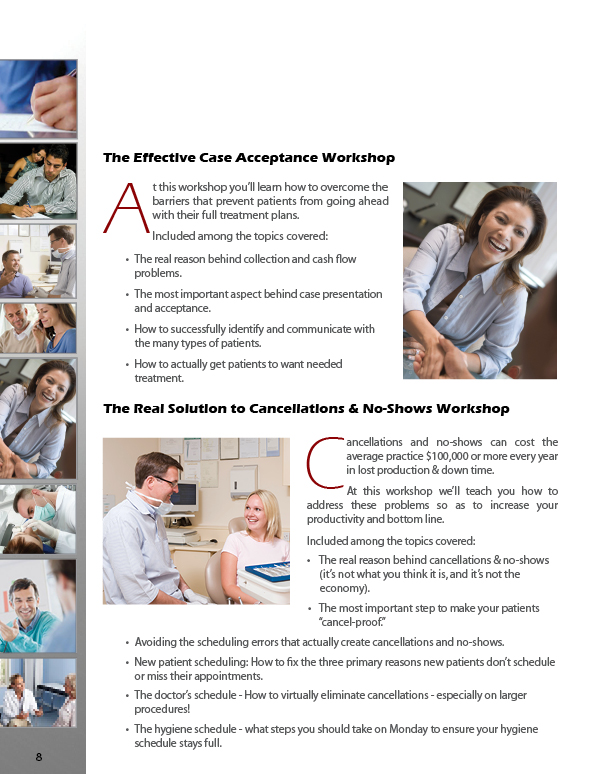 The Effective Case Acceptance Workshop
At this workshop you'll learn how to overcome the
barriers that prevent patients from going ahead
with their full treatment plans.
Included among the topics covered:
• The real reason behind collection and cash flow
problems.
• The most important aspect behind case presentation
and acceptance.
• How to successfully identify and communicate with
the many types of patients.
• How to actually get patients to want needed
treatment.
The Real Solution to Cancellations & No-Shows Workshop
Cancellations and no-shows can cost the
average practice $100,000 or more every year
in lost production & down time.
At this workshop we'll teach you how to
address these problems so as to increase your
productivity and bottom line.
Included among the topics covered:
• The real reason behind cancellations & no-shows
(it's not what you think it is, and it's not the
economy).
• The most important step to make your patients
"cancel-proof."
• Avoiding the scheduling errors that actually create cancellations and no-shows.
• New patient scheduling: How to fix the three primary reasons new patients don't schedule
or miss their appointments.
• The doctor's schedule - How to virtually eliminate cancellations - especially on larger
procedures!
• The hygiene schedule - what steps you should take on Monday to ensure your hygiene
schedule stays full.
8